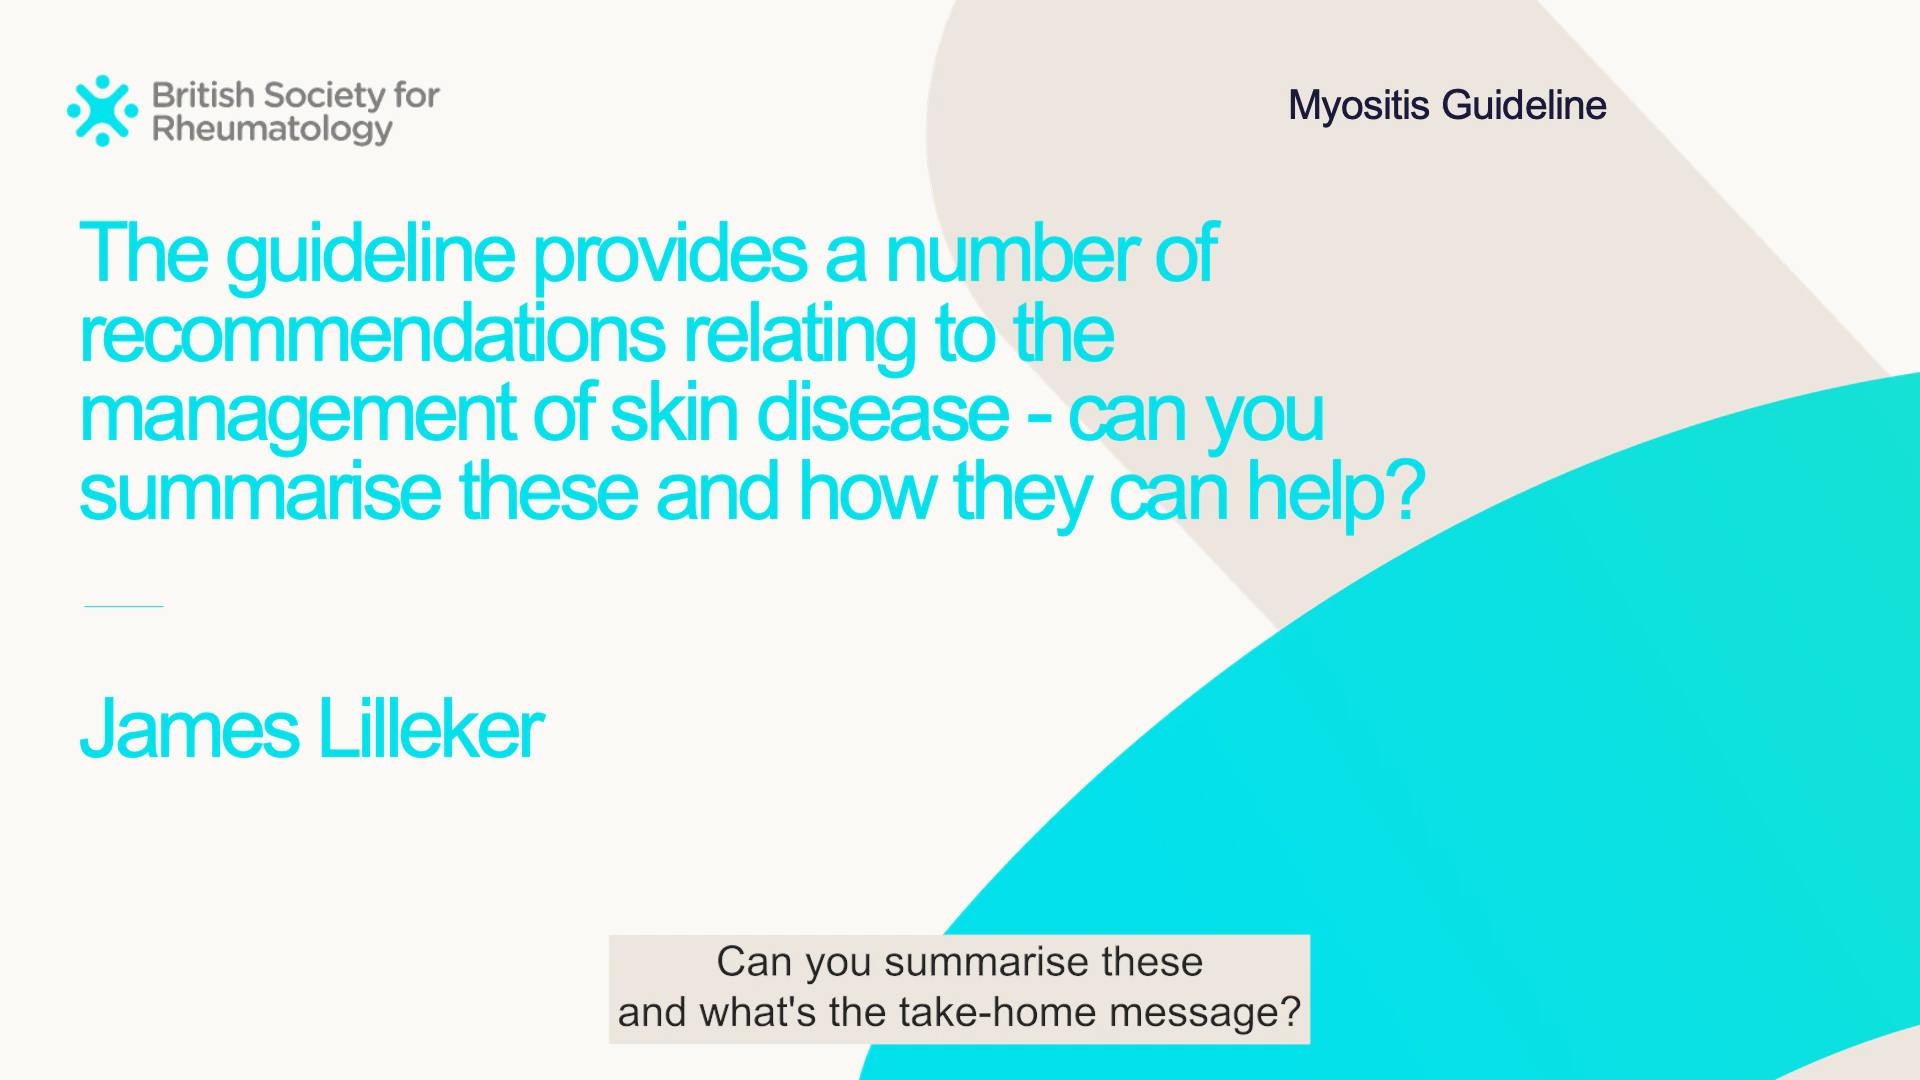 British Society for
Rheumatology
Myositis Guideline
The guideline provides a number of
recommendations relating to the
management of skin disease - can you
summarise these and how they can help?
James Lilleker
Can you summarise these
and what's the take-home message?